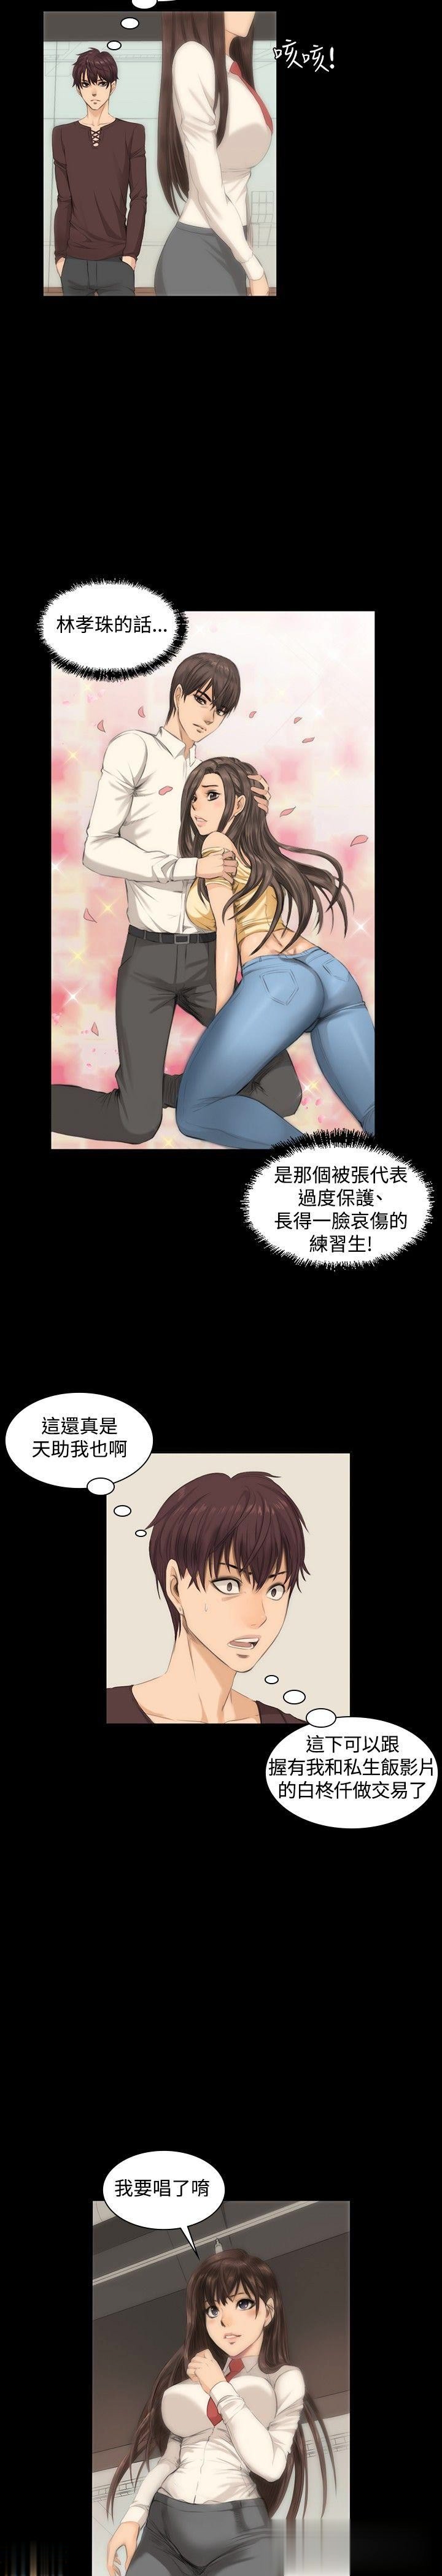 咳咳!
林孝珠的話...
是那個被張代表
過度保護、
長得一臉哀傷的
練習生!
這還真是
天助我也啊
這下可以跟
握有我和私生飯影片
的白柊仟做交易了
我要唱了唷